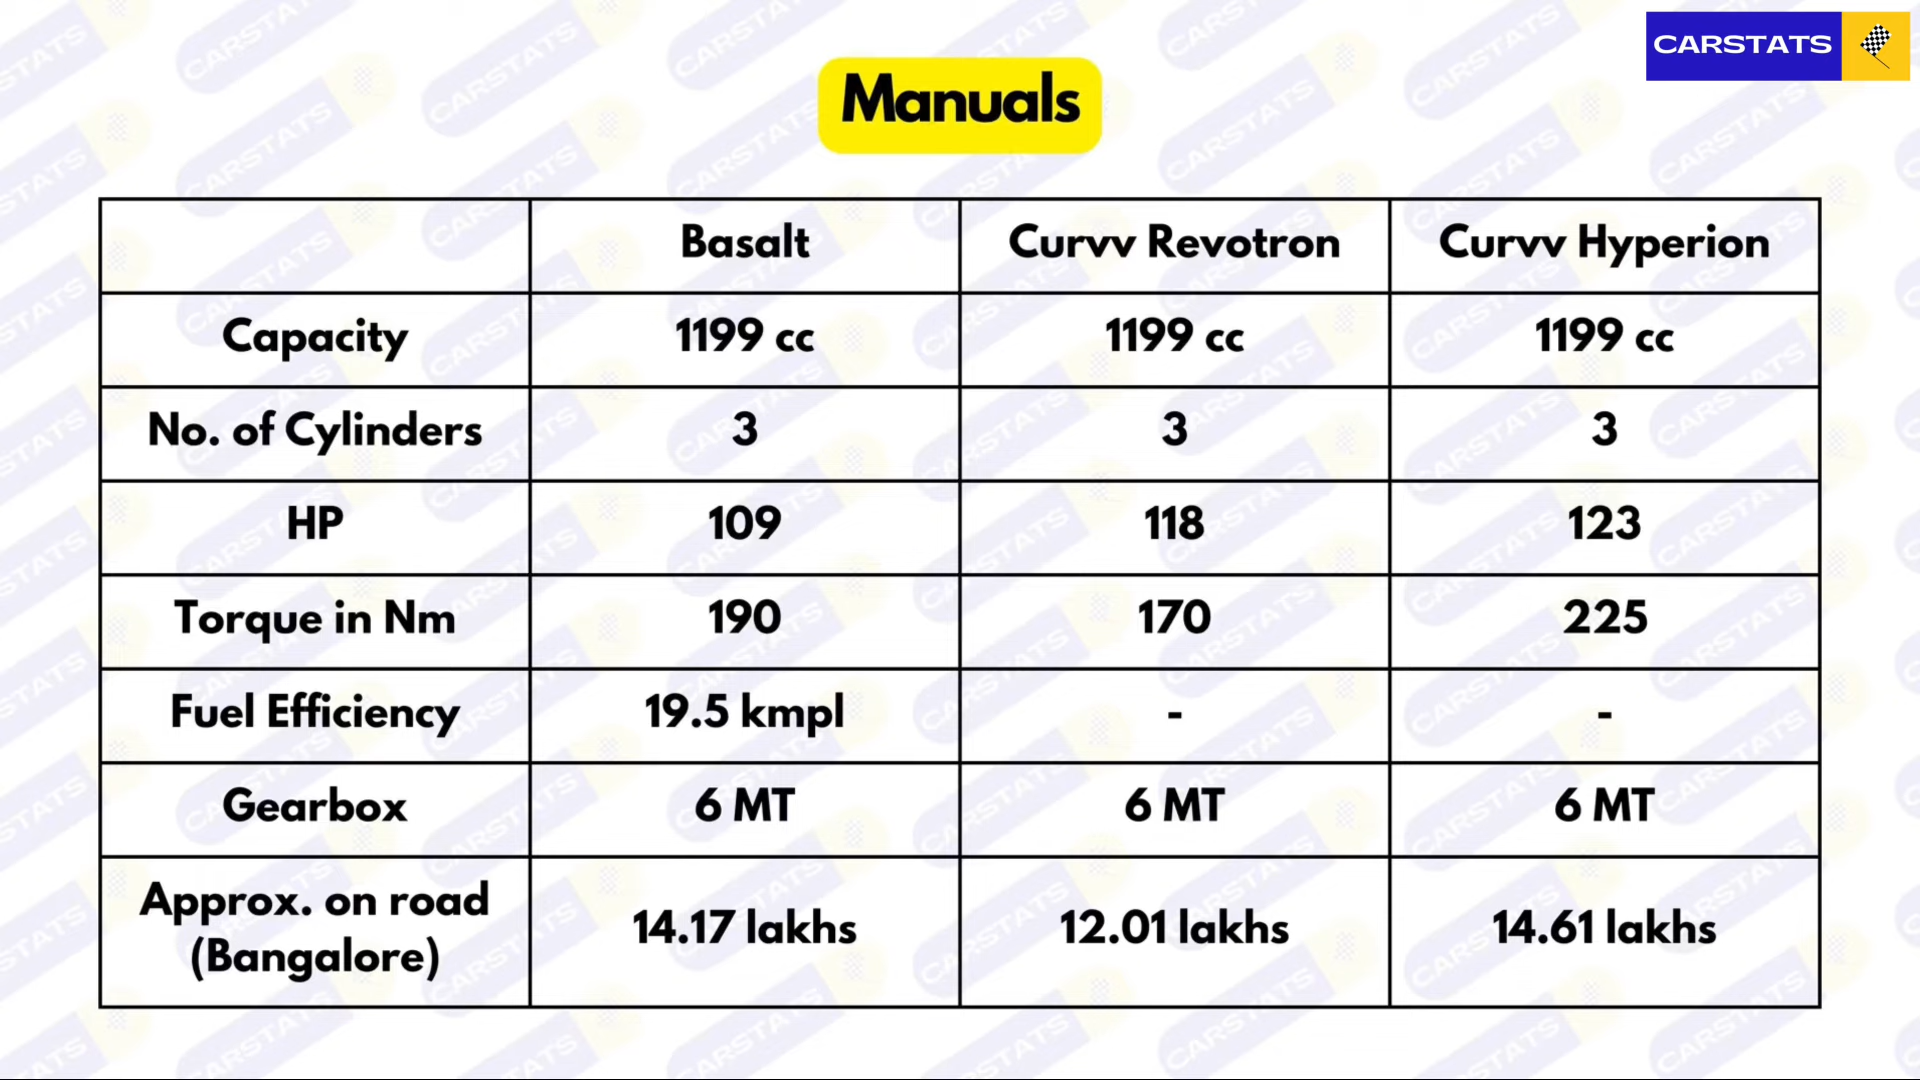 CARSTATS
Manuals
Basalt Curvv Revotron Curvv Hyperion
Capacity 1199 cc 1199 cc 1199 cc
No. of Cylinders 3 3 3
HP 109 118 123
Torque in Nm 190 170 225
Fuel Efficiency 19.5 kmpl - -
Gearbox 6 MT 6 MT 6 MT
Approx. on road
(Bangalore) 14.17 lakhs 12.01 lakhs 14.61 lakhs